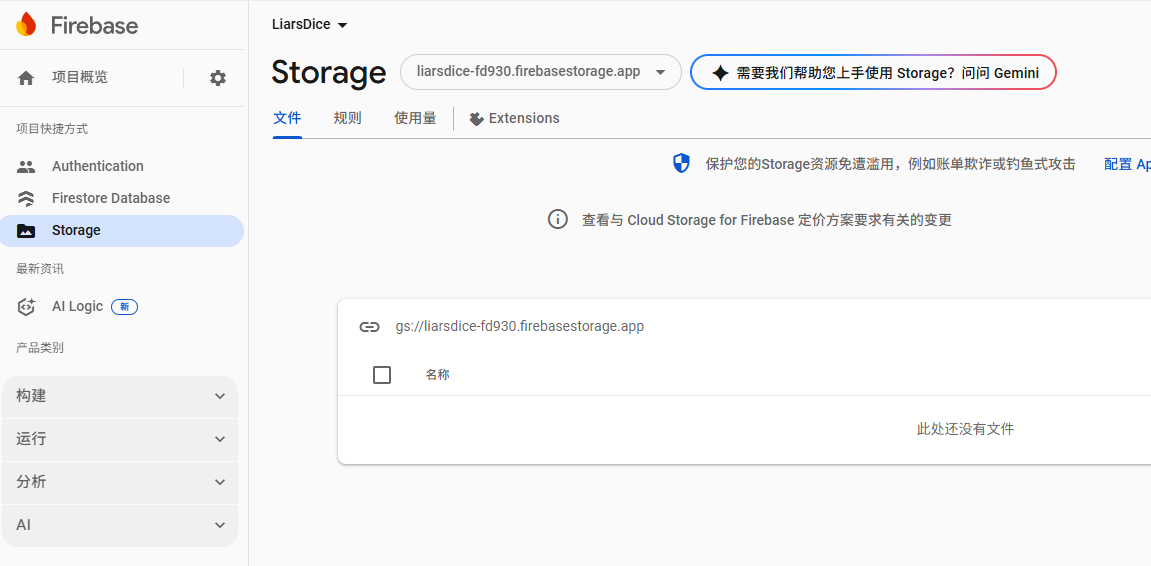 Firebase
项目概览
项目快捷方式
Authentication
Firestore Database
Storage
最新资讯
AI Logic 新
产品类别
构建
运行
分析
AI
LiarsDice
Storage
liarsdice-fd930.firebasestorage.app
需要我们帮助您上手使用 Storage？问问 Gemini
文件 规则 使用量 Extensions
保护您的Storage资源免遭滥用，例如账单欺诈或钓鱼式攻击 配置 Ap
查看与 Cloud Storage for Firebase 定价方案要求有关的变更
gs://liarsdice-fd930.firebasestorage.app
名称
此处还没有文件